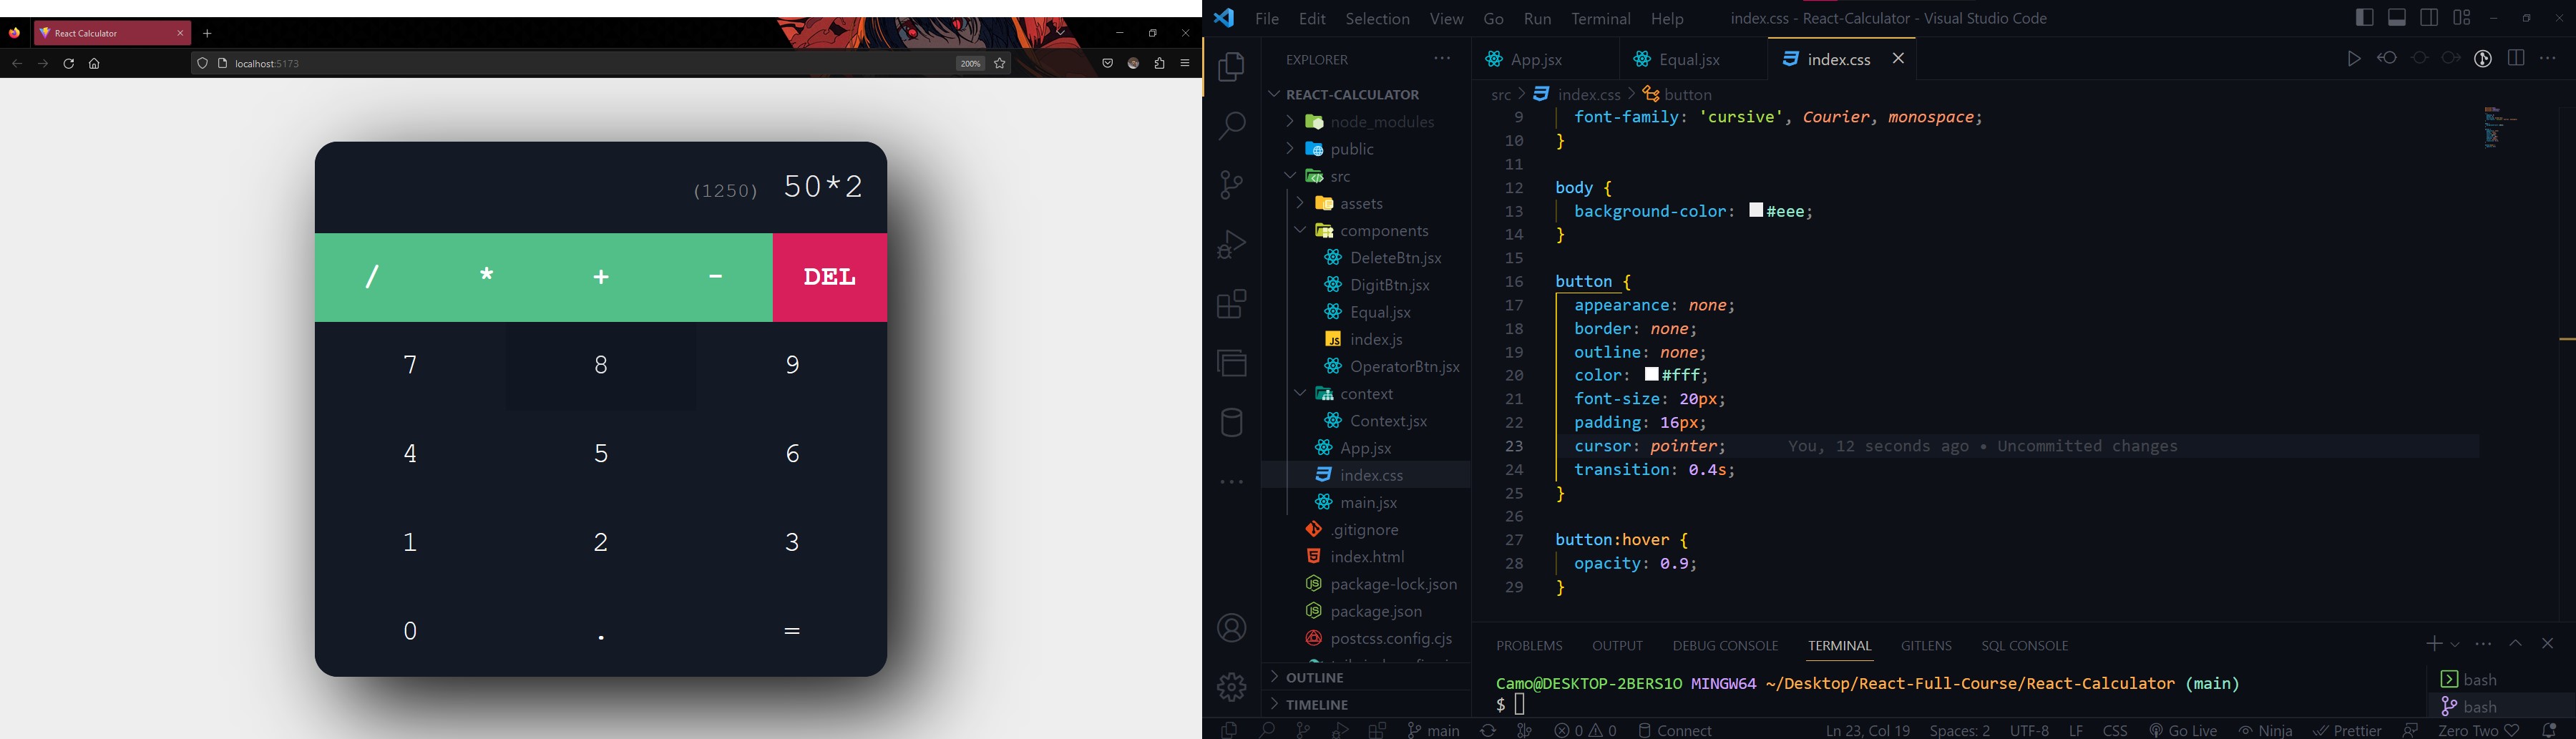 React Calculator
localhost:5173
200%
(1250) 50*2
/ * + - DEL
7 8 9
4 5 6
1 2 3
0 . =
File Edit Selection View Go Run Terminal Help
index.css - React-Calculator - Visual Studio Code
EXPLORER
REACT-CALCULATOR
node_modules
public
src
assets
components
DeleteBtn.jsx
DigitBtn.jsx
Equal.jsx
index.js
OperatorBtn.jsx
context
Context.jsx
App.jsx
index.css
main.jsx
.gitignore
index.html
package-lock.json
package.json
postcss.config.cjs
OUTLINE
TIMELINE
App.jsx Equal.jsx index.css
src > index.css > button
9 font-family: 'cursive', Courier, monospace;
10 }
11
12 body {
13 background-color: #eee;
14 }
15
16 button {
17 appearance: none;
18 border: none;
19 outline: none;
20 color: #fff;
21 font-size: 20px;
22 padding: 16px;
23 cursor: pointer; You, 12 seconds ago • Uncommitted changes
24 transition: 0.4s;
25 }
26
27 button:hover {
28 opacity: 0.9;
29 }
PROBLEMS OUTPUT DEBUG CONSOLE TERMINAL GITLENS SQL CONSOLE
Camo@DESKTOP-2BERS1O MINGW64 ~/Desktop/React-Full-Course/React-Calculator (main)
$
bash
bash
main 0 0 Connect Ln 23, Col 19 Spaces: 2 UTF-8 LF CSS Go Live Ninja Prettier Zero Two